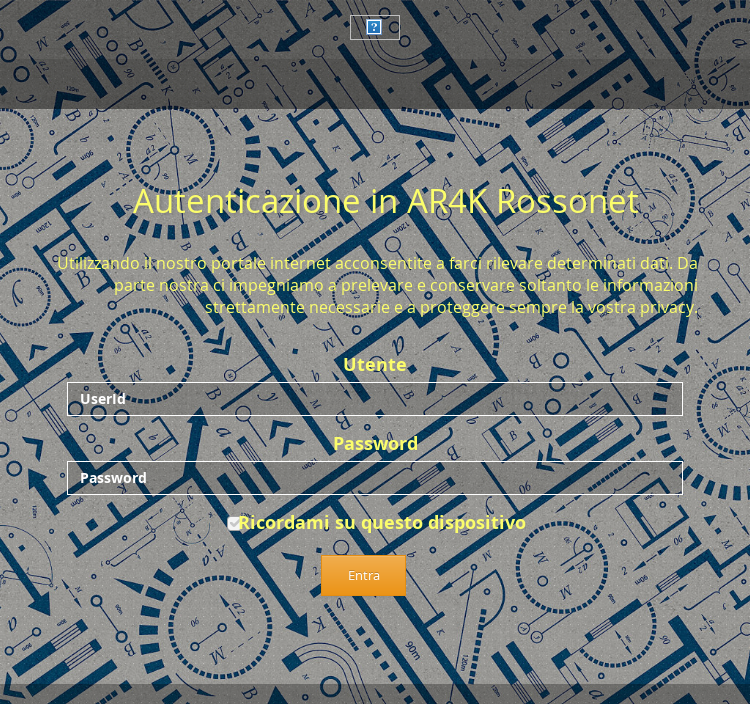 Autenticazione in AR4K Rossonet
Utilizzando il nostro portale internet acconsentite a farci rilevare determinati dati. Da
parte nostra ci impegniamo a prelevare e conservare soltanto le informazioni
strettamente necessarie e a proteggere sempre la vostra privacy.
Utente
UserId
Password
Password
Ricordami su questo dispositivo
Entra